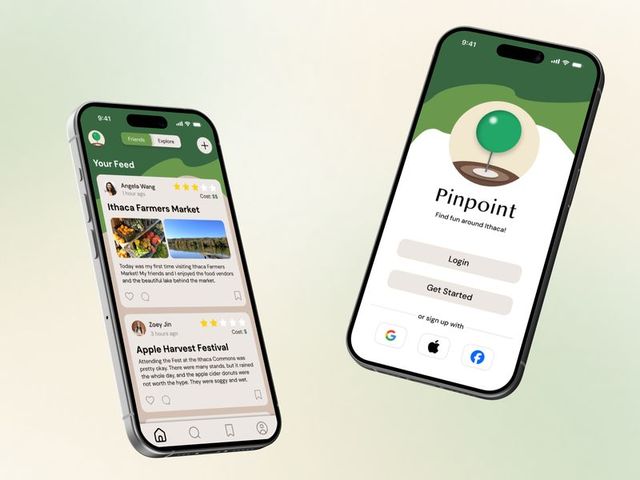 9:41
Friends Explore
Your Feed
Angela Wang
1 hour ago
Cost: $$
Ithaca Farmers Market
Today was my first time visiting Ithaca Farmers
Market! My friends and I enjoyed the food vendors
and the beautiful lake behind the market.
Zoey Jin
3 hours ago
Cost: $
Apple Harvest Festival
Attending the Fest at the Ithaca Commons was
pretty okay. There were many stands, but it rained
the whole day, and the apple cider donuts were
not worth the hype. They were soggy and wet.
9:41
Pinpoint
Find fun around Ithaca!
Login
Get Started
or sign up with